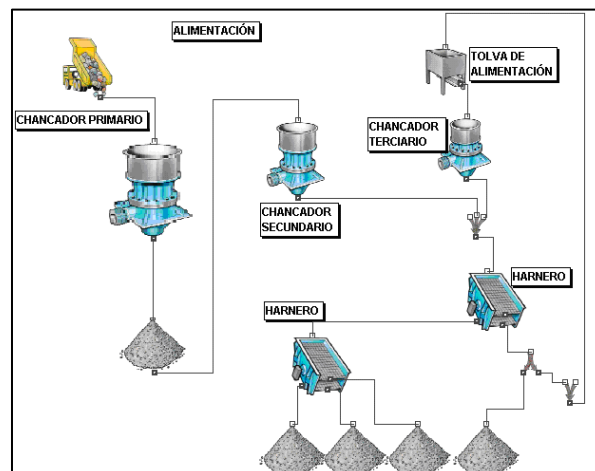 ALIMENTACIÓN
TOLVA DE
ALIMENTACIÓN
CHANCADOR PRIMARIO
CHANCADOR
TERCIARIO
CHANCADOR
SECUNDARIO
HARNERO
HARNERO